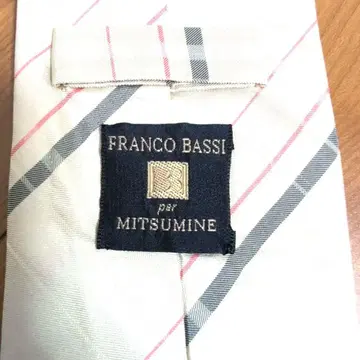 FRANCO BASSI
B
per
MITSUMINE